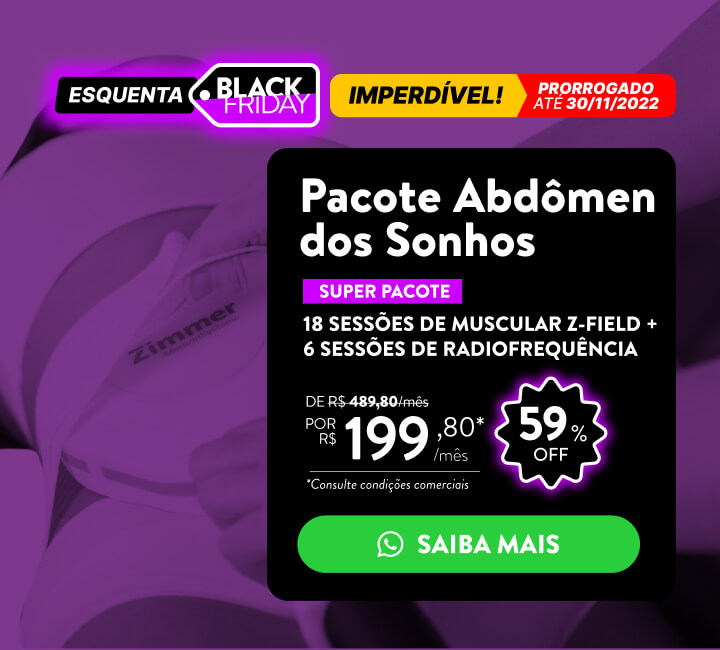 ESQUENTA
BLACK
FRIDAY
IMPERDÍVEL!
PRORROGADO
ATÉ 30/11/2022
Pacote Abdômen
dos Sonhos
SUPER PACOTE
18 SESSÕES DE MUSCULAR Z-FIELD +
6 SESSÕES DE RADIOFREQUÊNCIA
DE R$ 489,80/mês
POR R$ 199,80*
/mês
59%
OFF
*Consulte condições comerciais
SAIBA MAIS
Zimmer